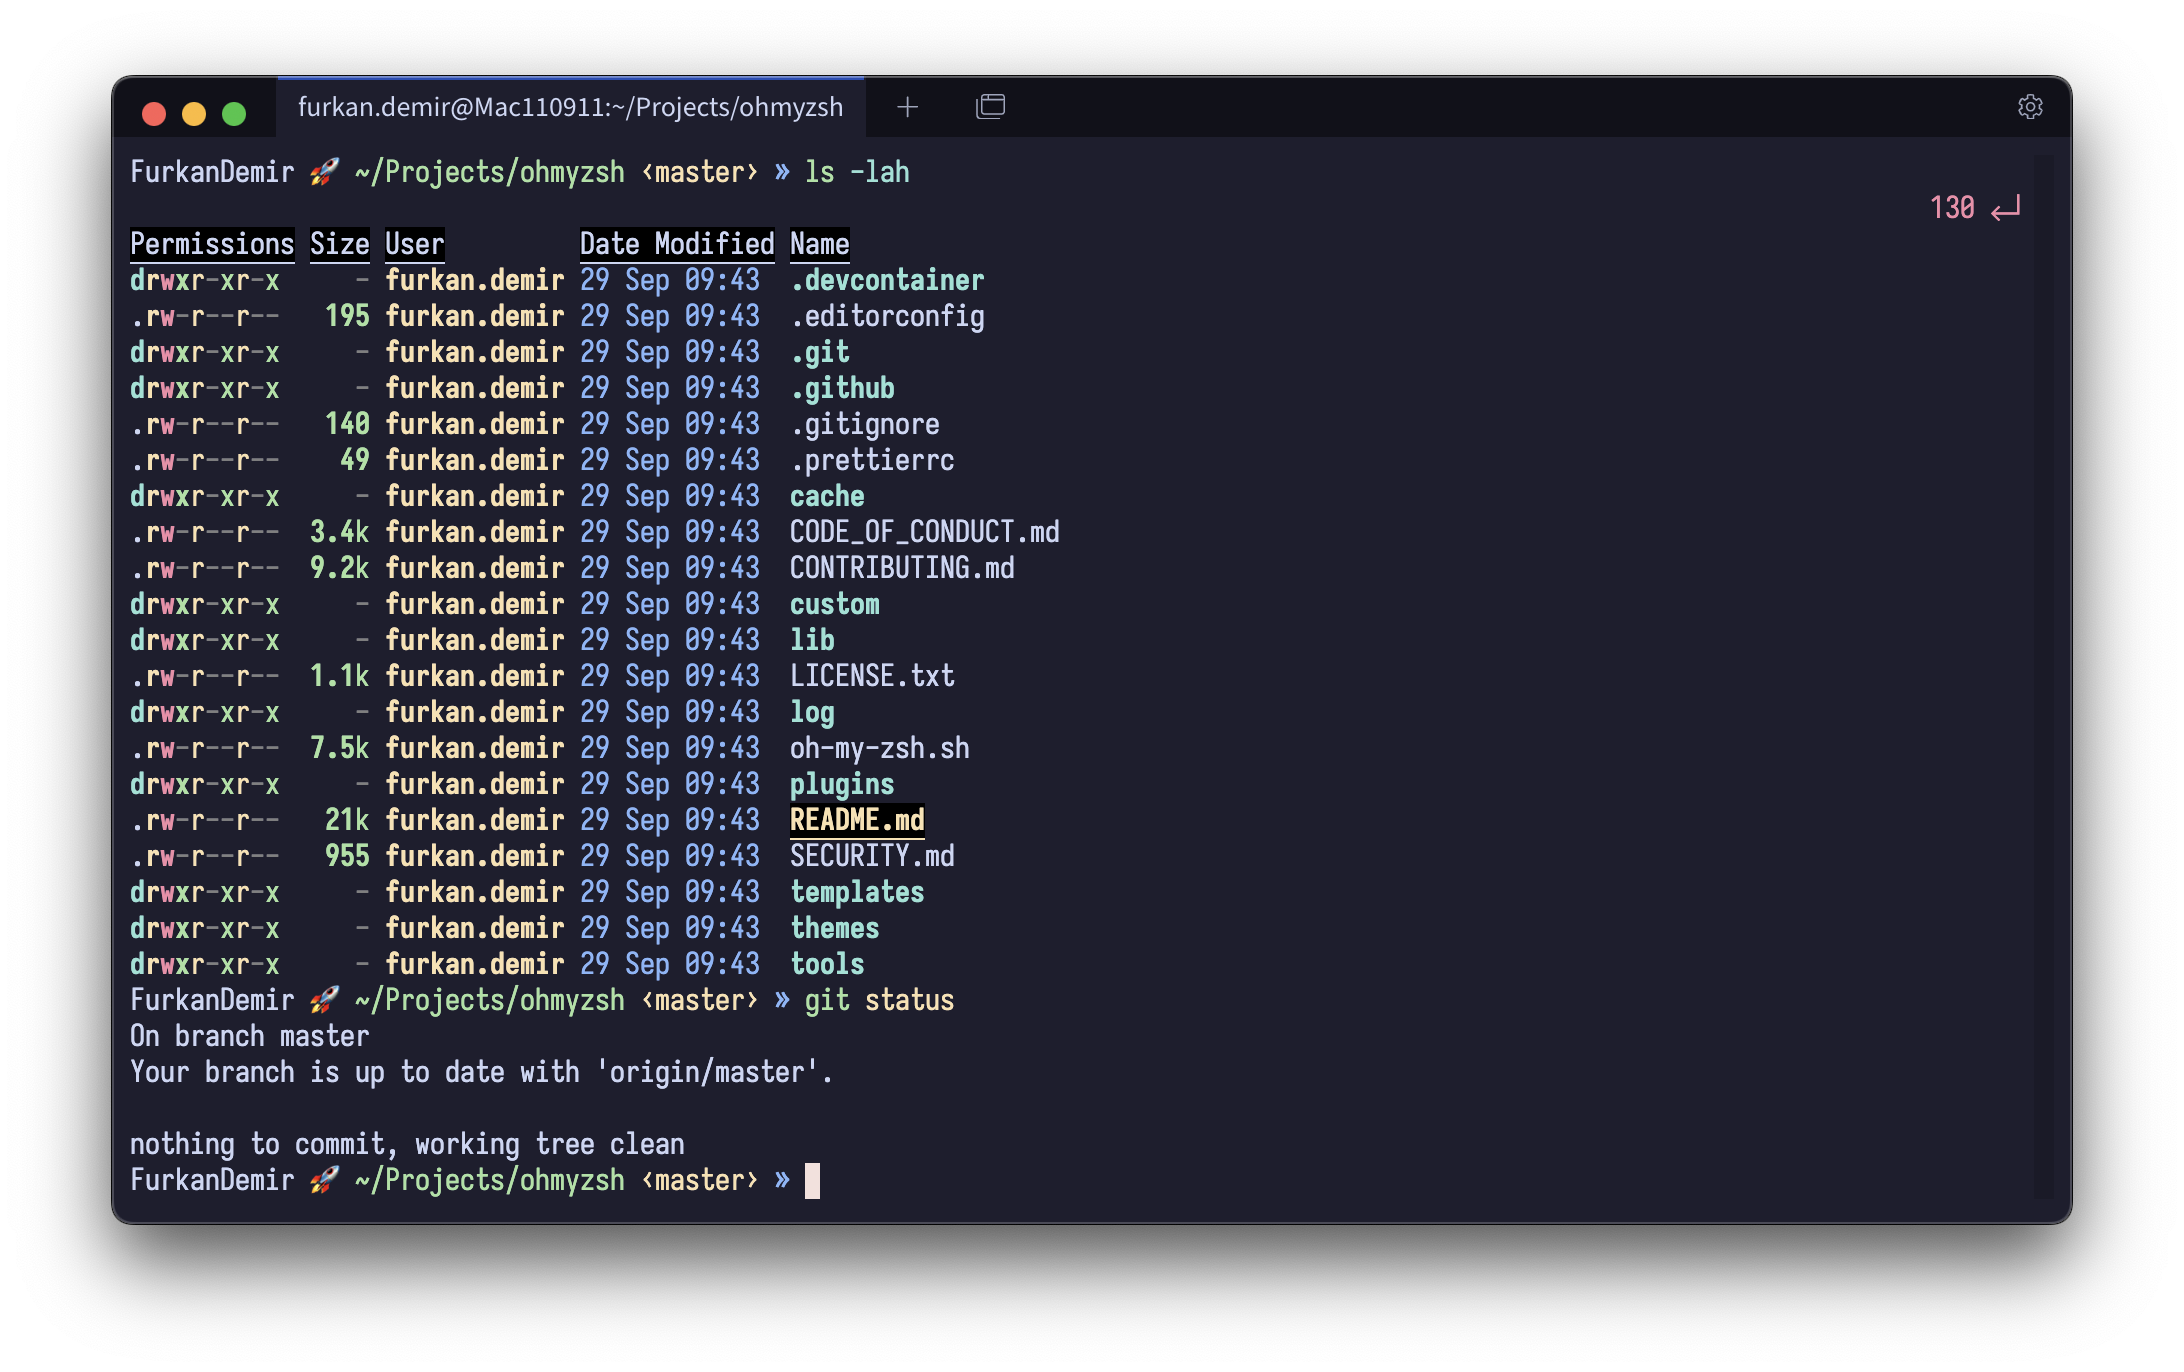 furkan.demir@Mac110911:~/Projects/ohmyzsh
FurkanDemir 🚀 ~/Projects/ohmyzsh ‹master› » ls -lah
130 ↵
Permissions Size User         Date Modified Name
drwxr-xr-x     - furkan.demir 29 Sep 09:43  .devcontainer
.rw-r--r--   195 furkan.demir 29 Sep 09:43  .editorconfig
drwxr-xr-x     - furkan.demir 29 Sep 09:43  .git
drwxr-xr-x     - furkan.demir 29 Sep 09:43  .github
.rw-r--r--   140 furkan.demir 29 Sep 09:43  .gitignore
.rw-r--r--    49 furkan.demir 29 Sep 09:43  .prettierrc
drwxr-xr-x     - furkan.demir 29 Sep 09:43  cache
.rw-r--r--  3.4k furkan.demir 29 Sep 09:43  CODE_OF_CONDUCT.md
.rw-r--r--  9.2k furkan.demir 29 Sep 09:43  CONTRIBUTING.md
drwxr-xr-x     - furkan.demir 29 Sep 09:43  custom
drwxr-xr-x     - furkan.demir 29 Sep 09:43  lib
.rw-r--r--  1.1k furkan.demir 29 Sep 09:43  LICENSE.txt
drwxr-xr-x     - furkan.demir 29 Sep 09:43  log
.rw-r--r--  7.5k furkan.demir 29 Sep 09:43  oh-my-zsh.sh
drwxr-xr-x     - furkan.demir 29 Sep 09:43  plugins
.rw-r--r--   21k furkan.demir 29 Sep 09:43  README.md
.rw-r--r--   955 furkan.demir 29 Sep 09:43  SECURITY.md
drwxr-xr-x     - furkan.demir 29 Sep 09:43  templates
drwxr-xr-x     - furkan.demir 29 Sep 09:43  themes
drwxr-xr-x     - furkan.demir 29 Sep 09:43  tools
FurkanDemir 🚀 ~/Projects/ohmyzsh ‹master› » git status
On branch master
Your branch is up to date with 'origin/master'.
nothing to commit, working tree clean
FurkanDemir 🚀 ~/Projects/ohmyzsh ‹master› »